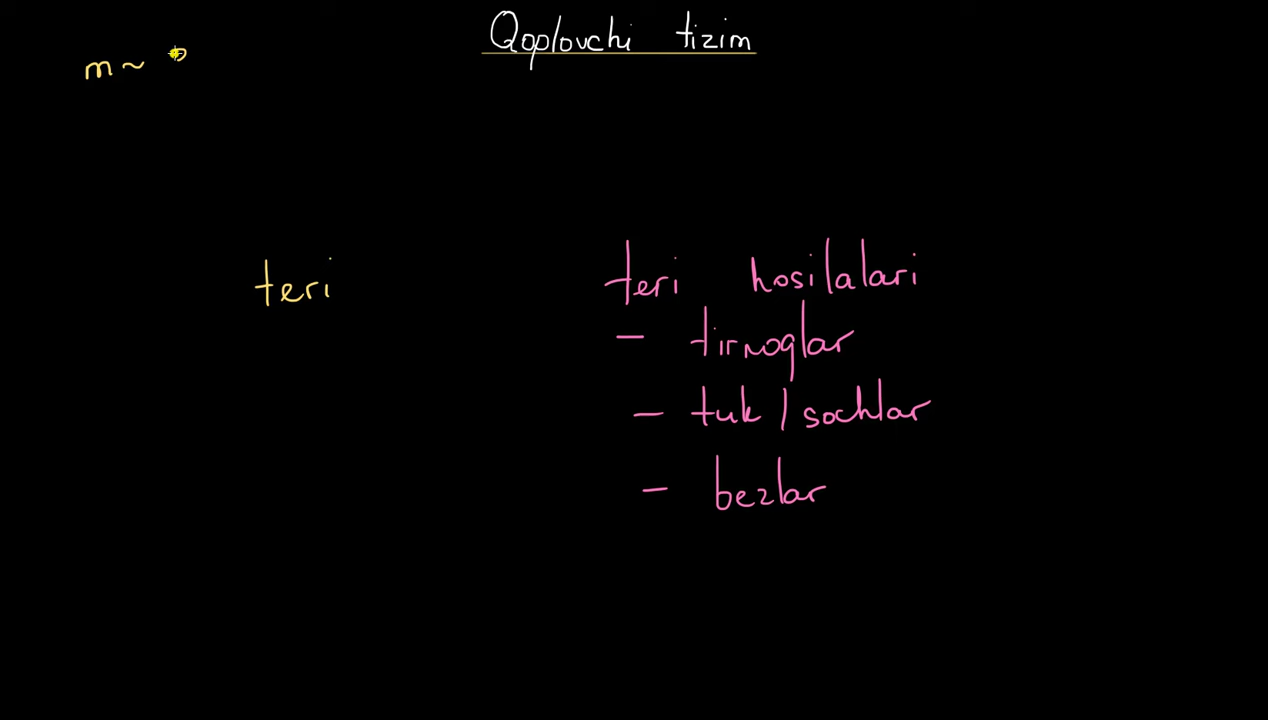 Qoplovchi tizim
m ~
teri
teri hosilalari
- tirnoqlar
- tuk / sochlar
- bezlar